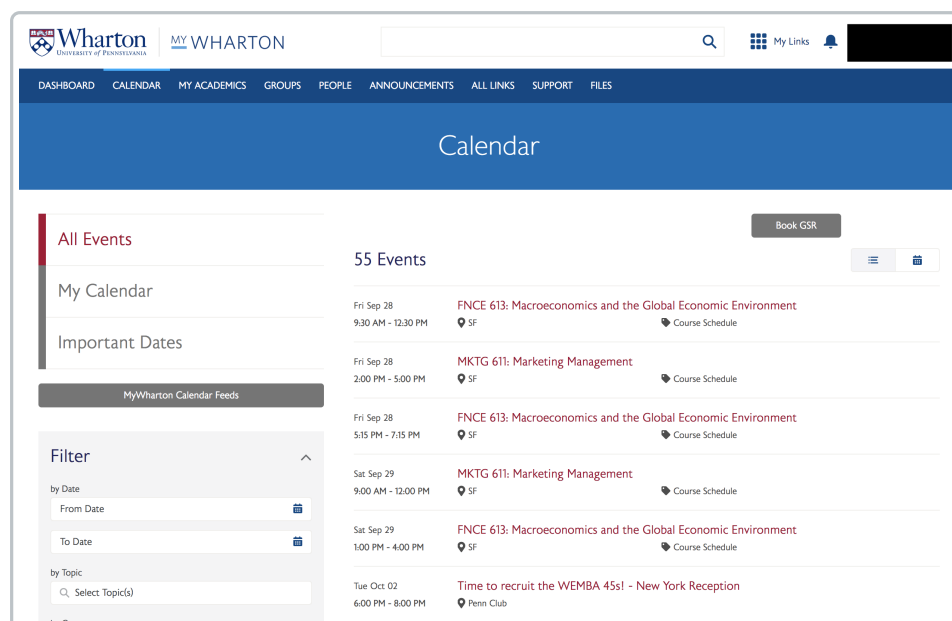 Wharton
UNIVERSITY of PENNSYLVANIA
MY WHARTON
My Links
DASHBOARD CALENDAR MY ACADEMICS GROUPS PEOPLE ANNOUNCEMENTS ALL LINKS SUPPORT FILES
Calendar
All Events
My Calendar
Important Dates
MyWharton Calendar Feeds
Filter
by Date
From Date
To Date
by Topic
Select Topic(s)
Book GSR
55 Events
Fri Sep 28 FNCE 613: Macroeconomics and the Global Economic Environment
9:30 AM - 12:30 PM SF Course Schedule
Fri Sep 28 MKTG 611: Marketing Management
2:00 PM - 5:00 PM SF Course Schedule
Fri Sep 28 FNCE 613: Macroeconomics and the Global Economic Environment
5:15 PM - 7:15 PM SF Course Schedule
Sat Sep 29 MKTG 611: Marketing Management
9:00 AM - 12:00 PM SF Course Schedule
Sat Sep 29 FNCE 613: Macroeconomics and the Global Economic Environment
1:00 PM - 4:00 PM SF Course Schedule
Tue Oct 02 Time to recruit the WEMBA 45s! - New York Reception
6:00 PM - 8:00 PM Penn Club